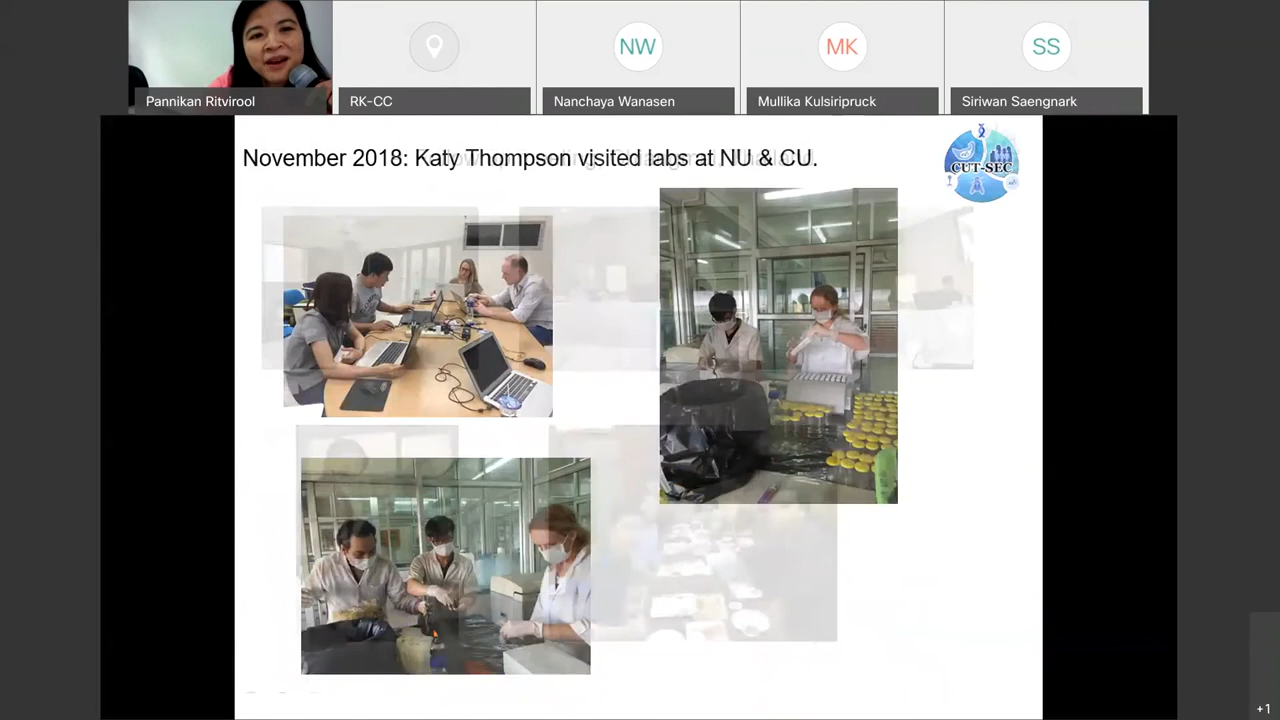 Pannikan Ritvirool
RK-CC
NW
Nanchaya Wanasen
MK
Mullika Kulsiripruck
SS
Siriwan Saengnark
November 2018: Katy Thompson visited labs at NU & CU.
CUT-SEC
+1